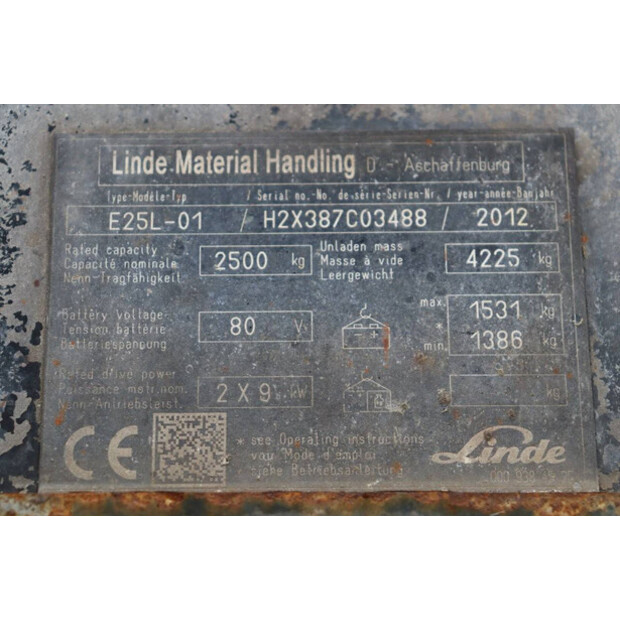 Linde Material Handling D - Aschaffenburg
Type-Modèle-Typ / Serial no.-No. de-série-Serien-Nr. / year-année-Baujahr
E25L-01 / H2X387C03488 / 2012
Rated capacity
Capacité nominale
Nenn-Tragfähigkeit
2500 kg
Unladen mass
Masse à vide
Leergewicht
4225 kg
Battery voltage
Tension batterie
Batteriespannung
80 V
max. 1531 kg
*
min. 1386 kg
Rated drive power
Puissance motr.nom.
Nenn-Antriebsleist.
2 X 9 kW
kg
CE
* see Operating instructions
vou Mode d'emploi
Betriebsanleitung
Linde